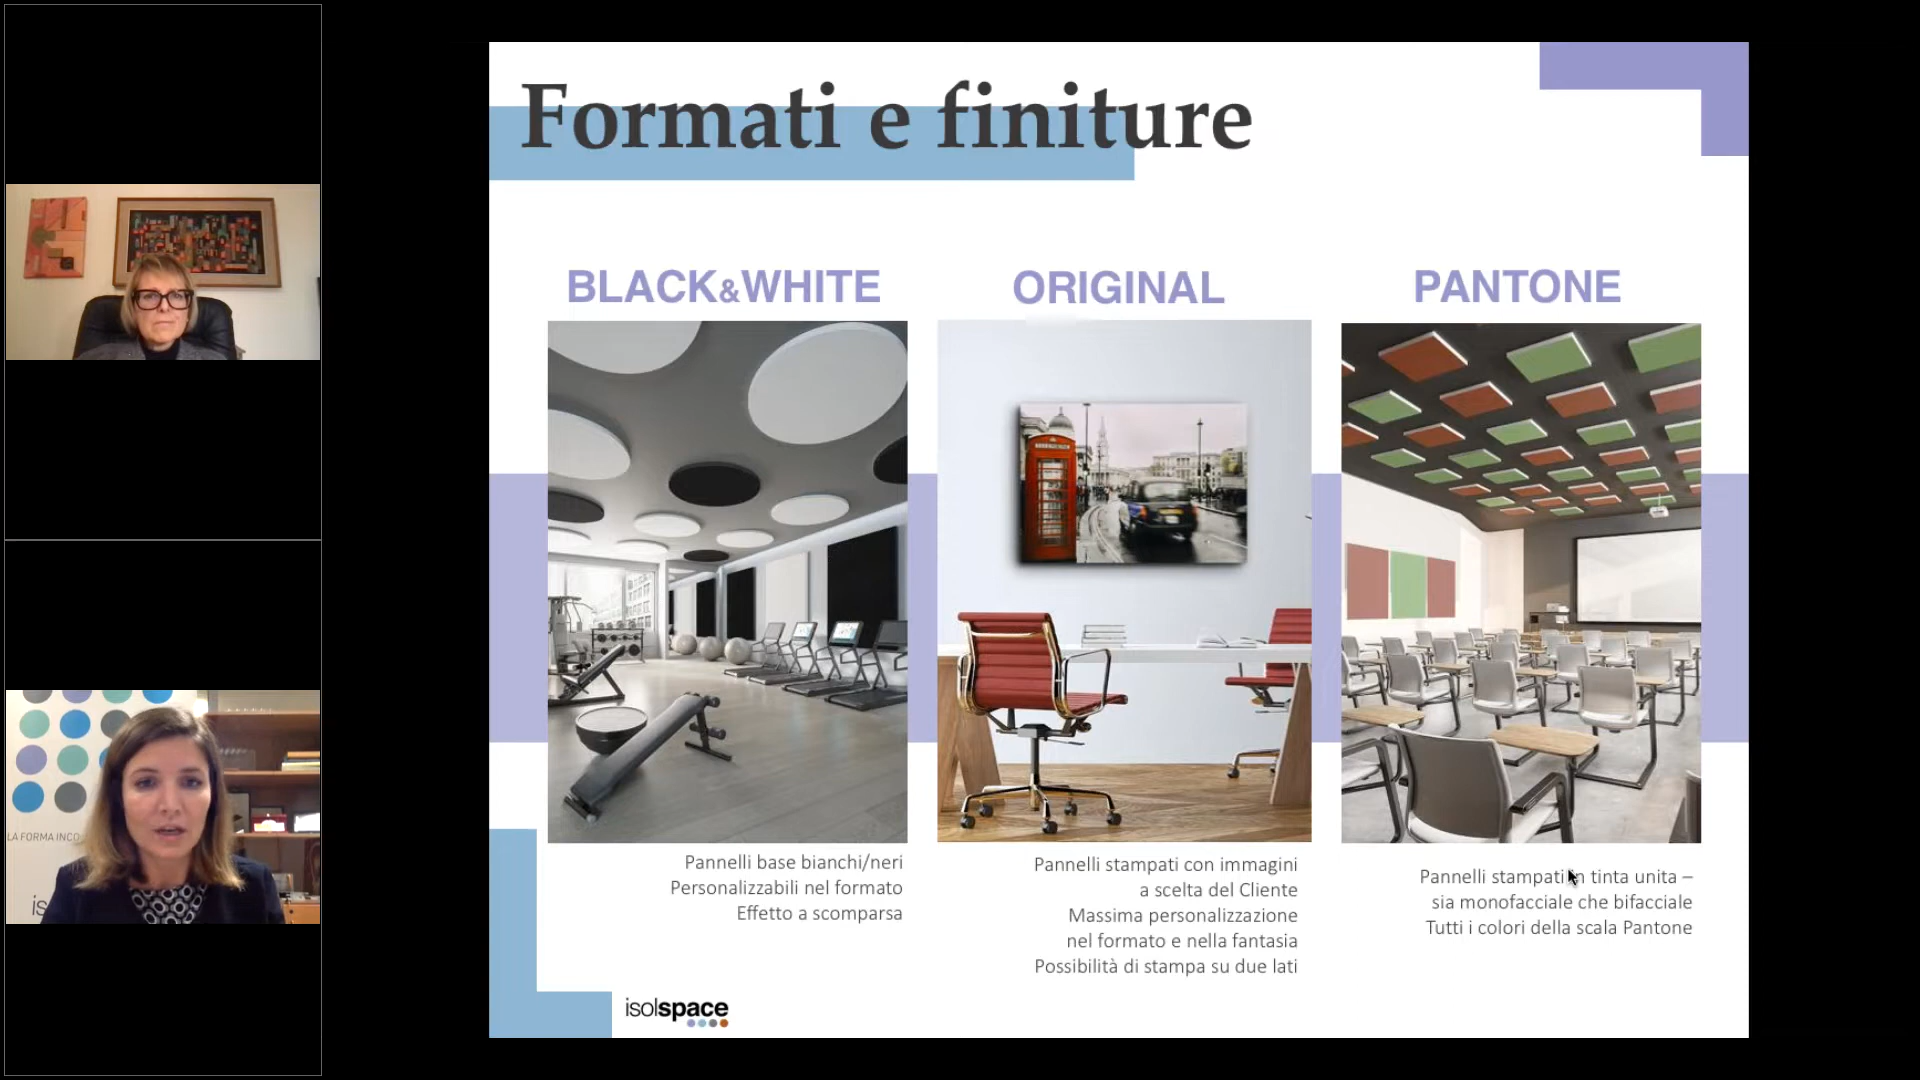 Formati e finiture
BLACK&WHITE
ORIGINAL
PANTONE
Pannelli base bianchi/neri
Personalizzabili nel formato
Effetto a scomparsa
Pannelli stampati con immagini
a scelta del Cliente
Massima personalizzazione
nel formato e nella fantasia
Possibilità di stampa su due lati
Pannelli stampati in tinta unita –
sia monofacciale che bifacciale
Tutti i colori della scala Pantone
isolspace
LA FORMA INCO
is